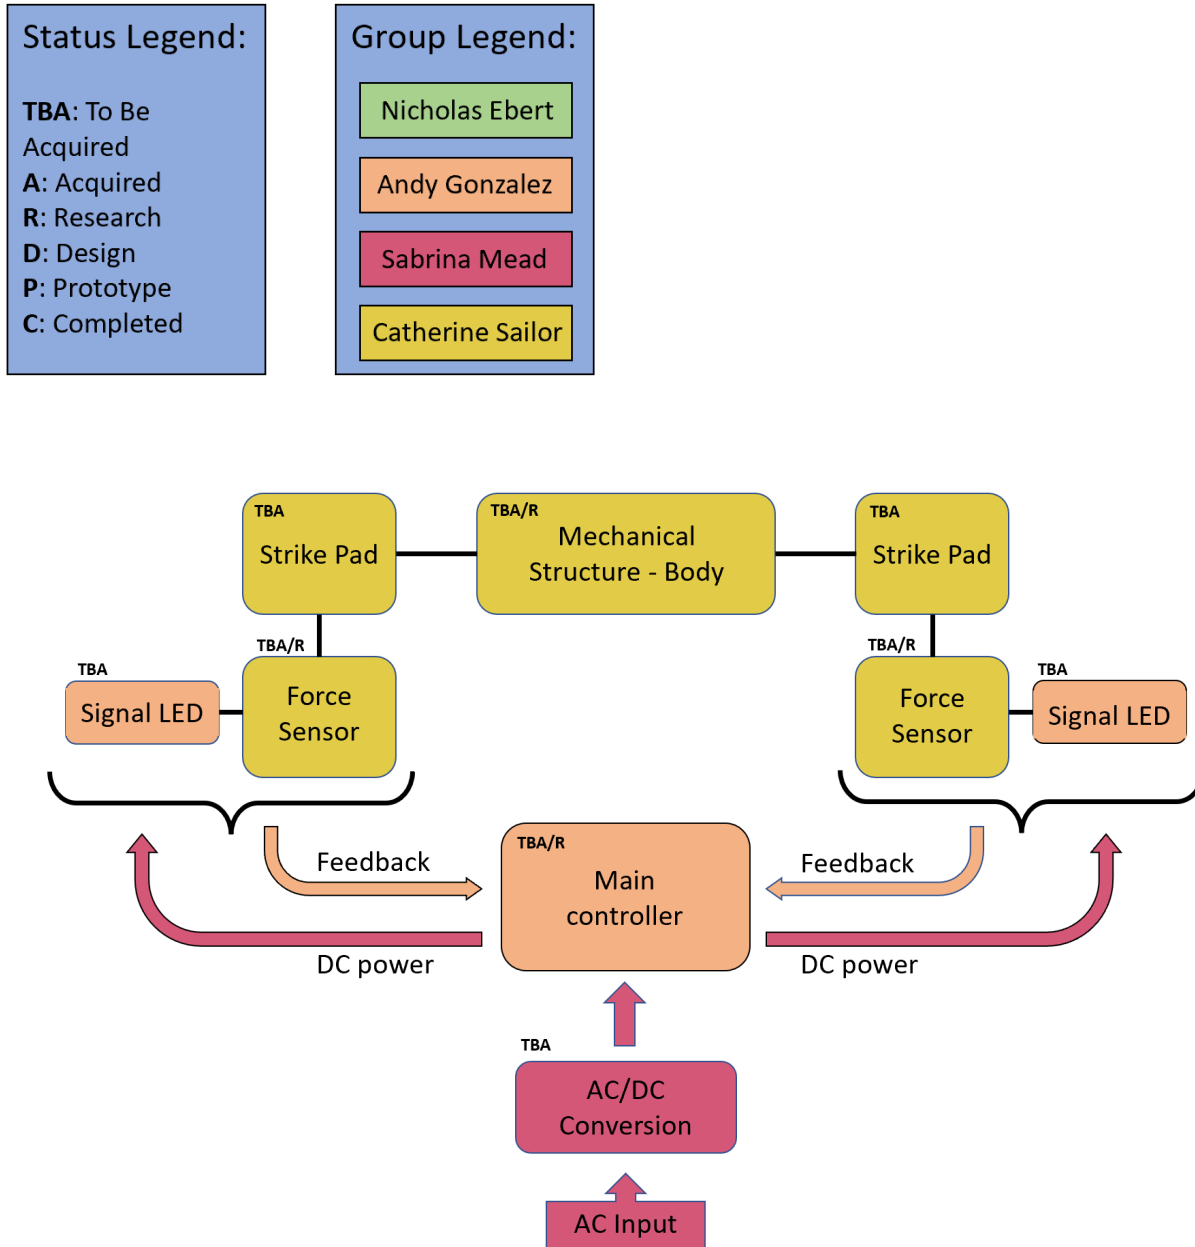 Status Legend:
TBA: To Be
Acquired
A: Acquired
R: Research
D: Design
P: Prototype
C: Completed
Group Legend:
Nicholas Ebert
Andy Gonzalez
Sabrina Mead
Catherine Sailor
TBA
Strike Pad
TBA/R
Mechanical
Structure - Body
TBA
Strike Pad
TBA
Signal LED
TBA/R
Force
Sensor
TBA/R
Force
Sensor
TBA
Signal LED
Feedback
DC power
TBA/R
Main
controller
Feedback
DC power
TBA
AC/DC
Conversion
AC Input